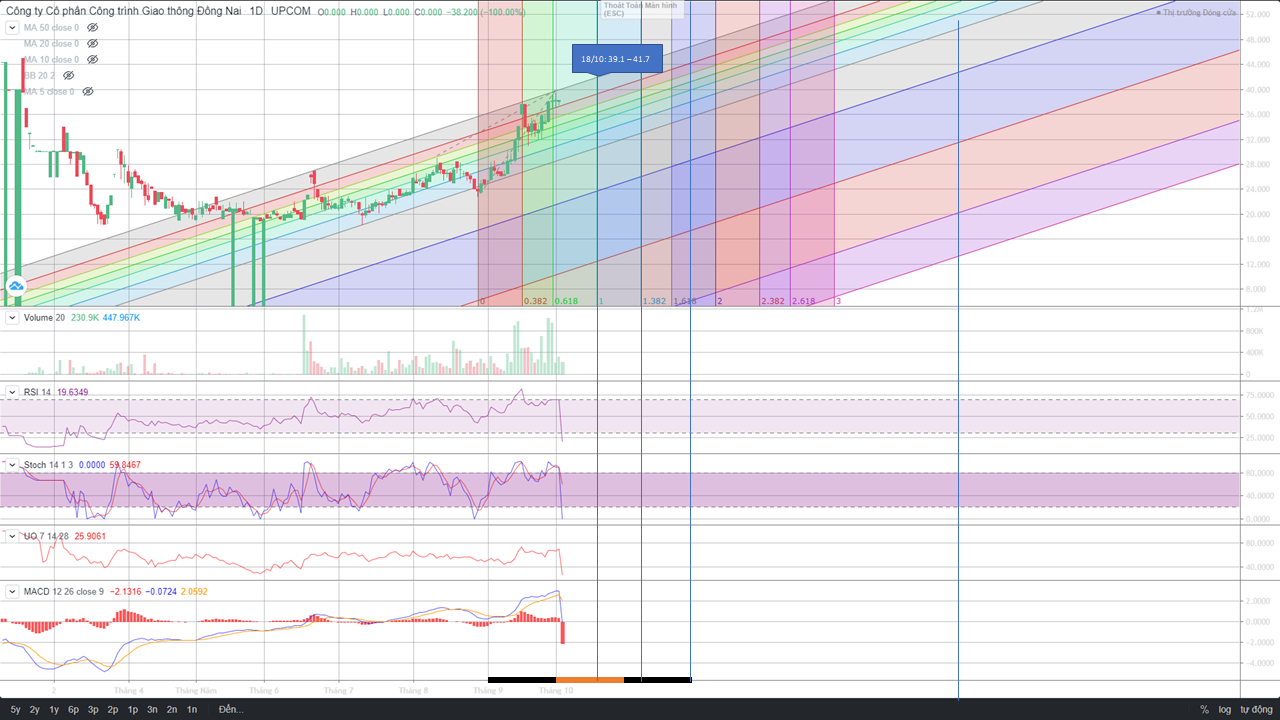 Công ty Cổ phần Công trình Giao thông Đồng Nai 1D UPCOM O0.000 H0.000 L0.000 C0.000 −38.200 (−100.00%)
Thoát Toàn Màn hình
(ESC)
Thị trường Đóng cửa
MA 50 close 0
MA 20 close 0
MA 10 close 0
BB 20 2
MA 5 close 0
18/10: 39.1 – 41.7
52.000
48.000
44.000
40.000
36.000
32.000
28.000
24.000
20.000
16.000
12.000
8.000
0 0.382 0.618 1 1.382 1.618 2 2.382 2.618 3
Volume 20 230.9K 447.967K
1.2K
800K
400K
0
RSI 14 19.6349
75.0000
50.0000
25.0000
Stoch 14 1 3 0.0000 59.8467
80.0000
40.0000
0.0000
UO 7 14 28 25.9061
80.0000
40.0000
MACD 12 26 close 9 −2.1316 −0.0724 2.0592
2.0000
0.0000
−2.0000
−4.0000
2 Tháng 4 Tháng Năm Tháng 6 Tháng 7 Tháng 8 Tháng 9 Tháng 10
5y 2y 1y 6p 3p 2p 1p 3n 2n 1n Đến... % log tự động